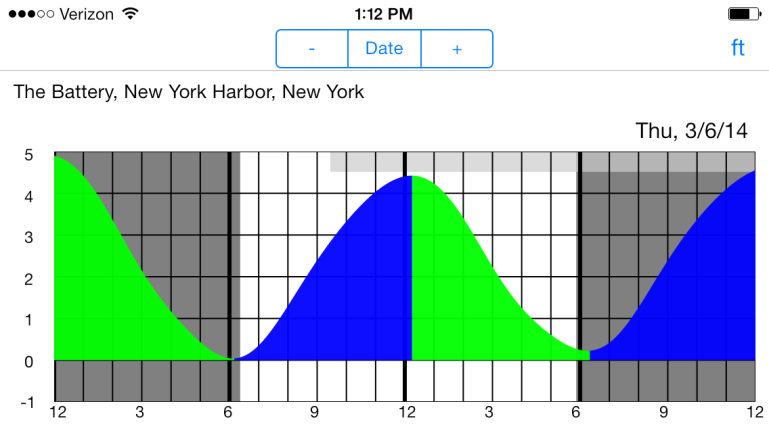 Verizon 1:12 PM
- Date + ft
The Battery, New York Harbor, New York
Thu, 3/6/14
5
4
3
2
1
0
-1
12 3 6 9 12 3 6 9 12